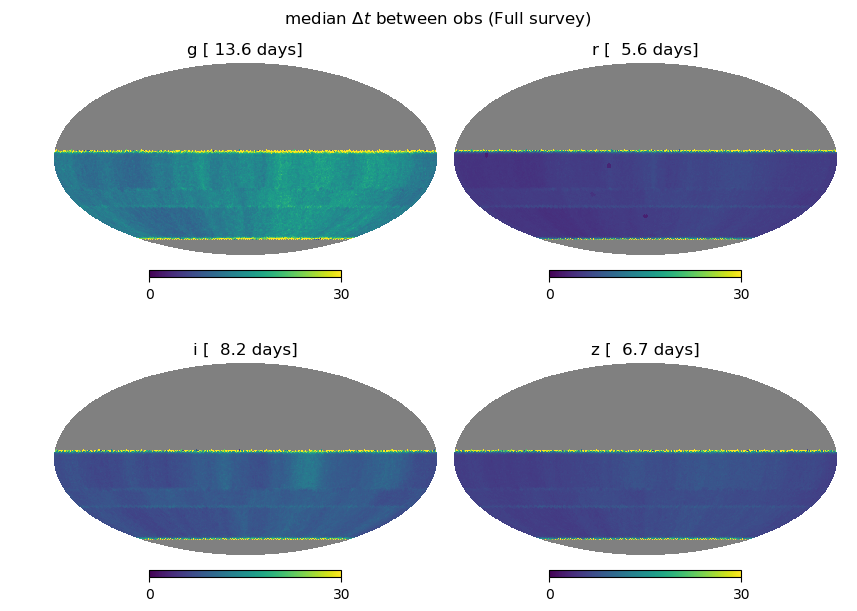 median Δt between obs (Full survey)
g [ 13.6 days]
r [  5.6 days]
0 30
0 30
i [  8.2 days]
z [  6.7 days]
0 30
0 30